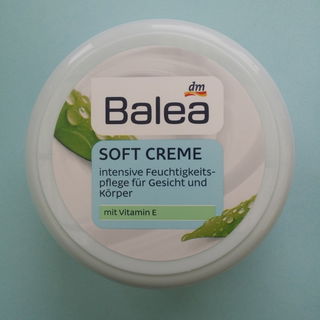 dm
Balea
SOFT CREME
intensive Feuchtigkeits-
pflege für Gesicht und
Körper
mit Vitamin E